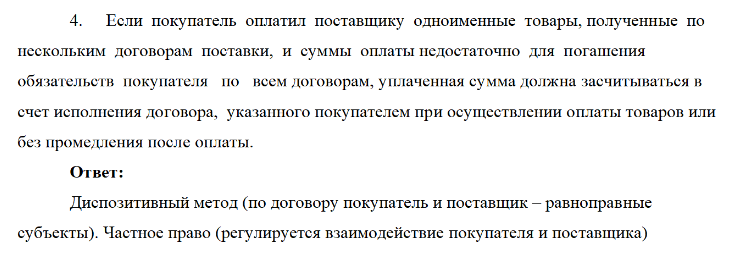 4. Если покупатель оплатил поставщику одноименные товары, полученные по
нескольким договорам поставки, и суммы оплаты недостаточно для погашения
обязательств покупателя по всем договорам, уплаченная сумма должна засчитываться в
счет исполнения договора, указанного покупателем при осуществлении оплаты товаров или
без промедления после оплаты.
Ответ:
Диспозитивный метод (по договору покупатель и поставщик – равноправные
субъекты). Частное право (регулируется взаимодействие покупателя и поставщика)